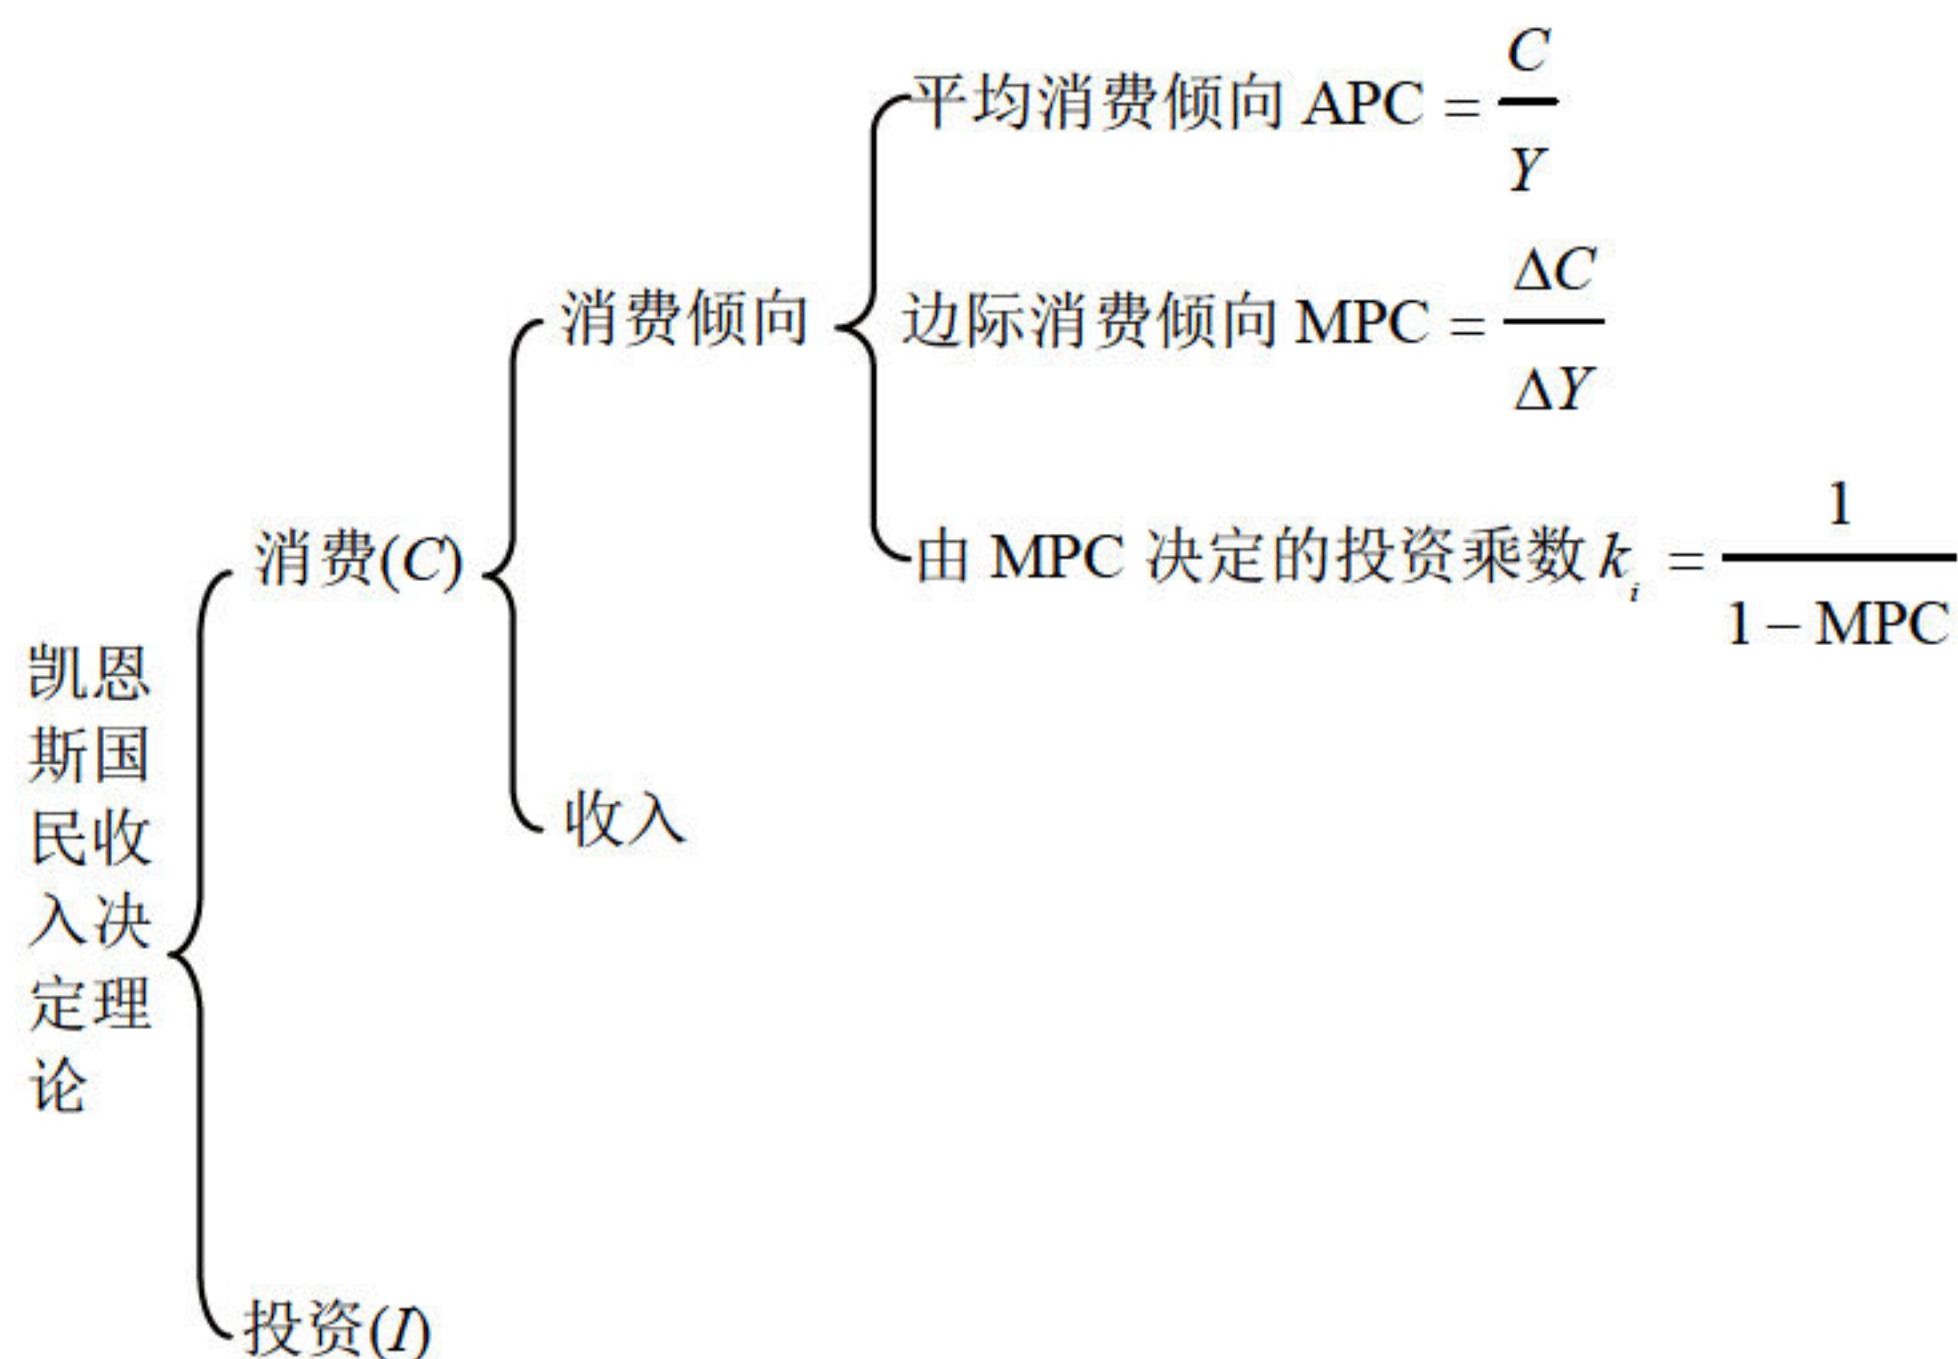 平均消费倾向 APC = C/Y
消费倾向
边际消费倾向 MPC = ΔC/ΔY
消费(C)
由 MPC 决定的投资乘数 k_i = 1/(1 − MPC)
凯恩
斯国
民收
入决
定理
论
收入
投资(I)